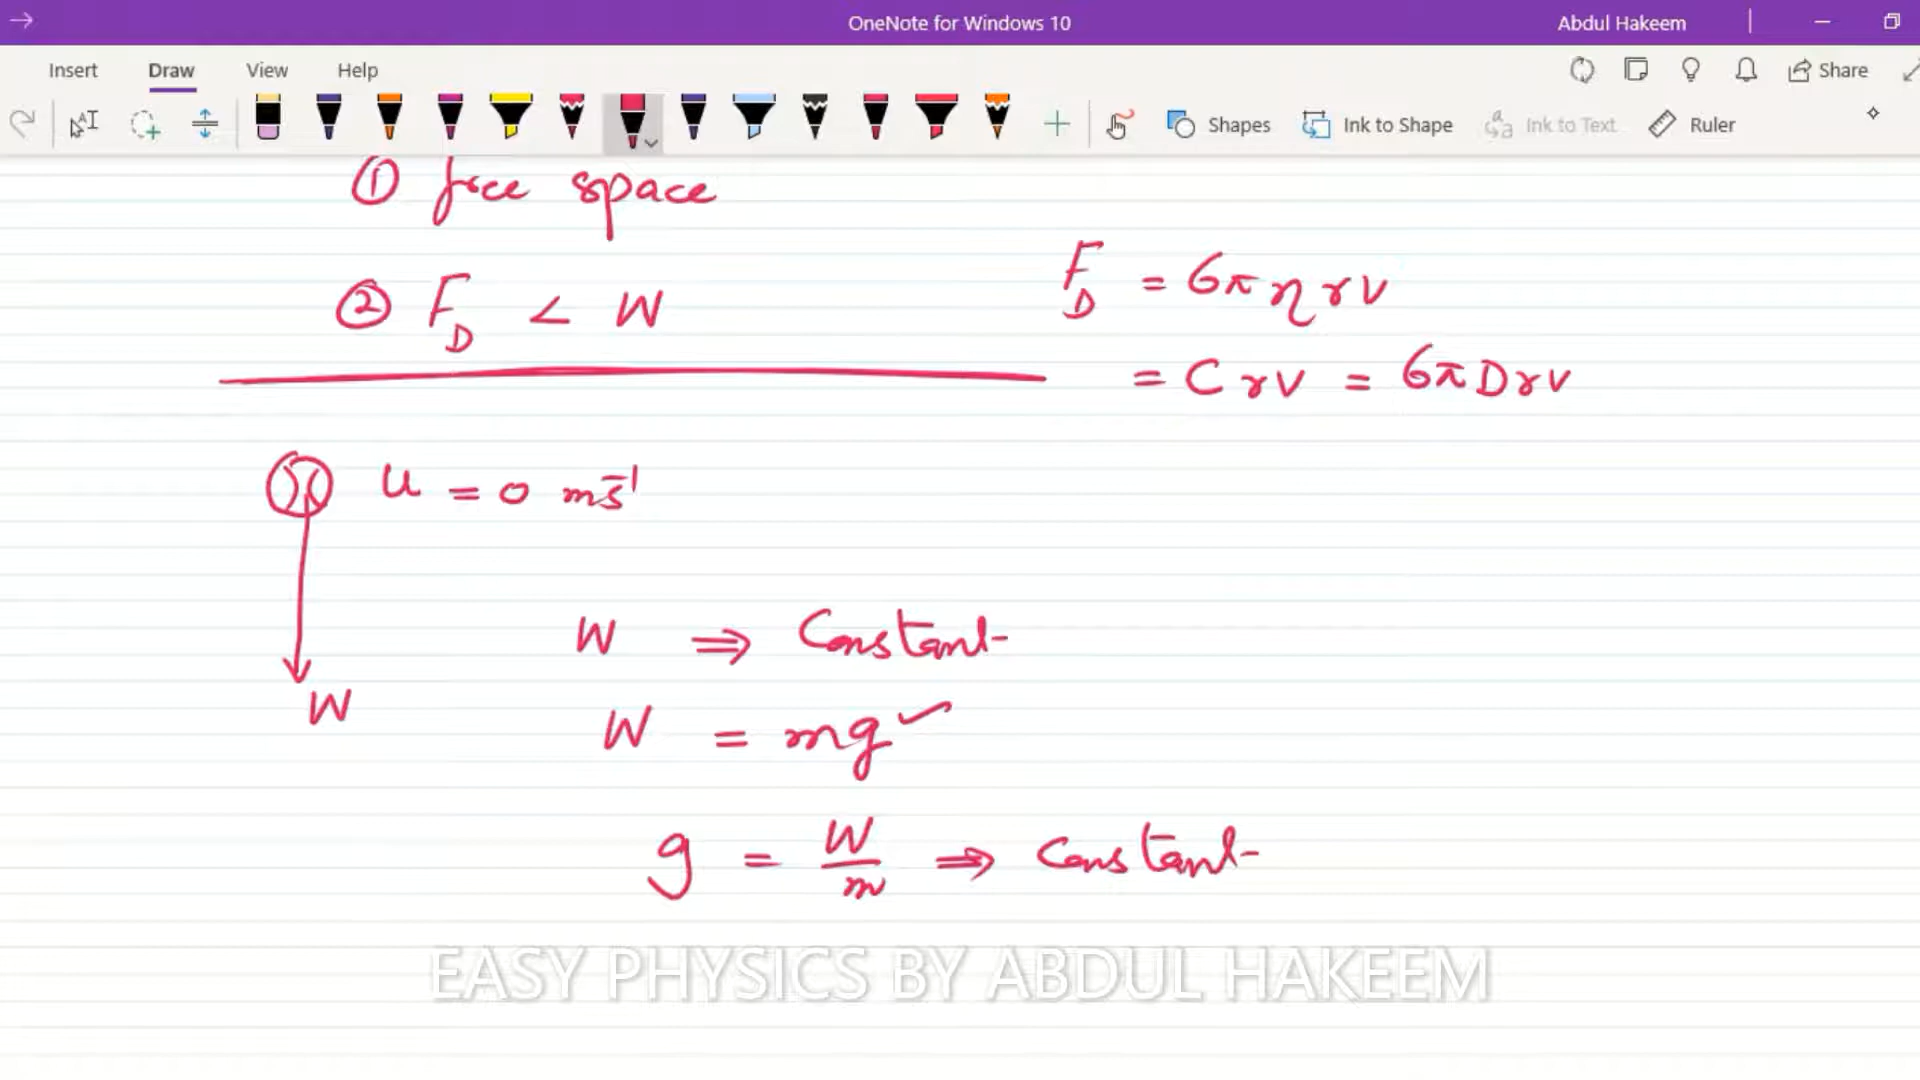 OneNote for Windows 10
Abdul Hakeem
Insert
Draw
View
Help
Share
Shapes
Ink to Shape
Ink to Text
Ruler
① free space
② F_D < W
F_D = 6πηrv
= Crv = 6πDrv
u = 0 ms⁻¹
W
W ⇒ Constant
W = mg ✓
g = W/m ⇒ Constant
EASY PHYSICS BY ABDUL HAKEEM